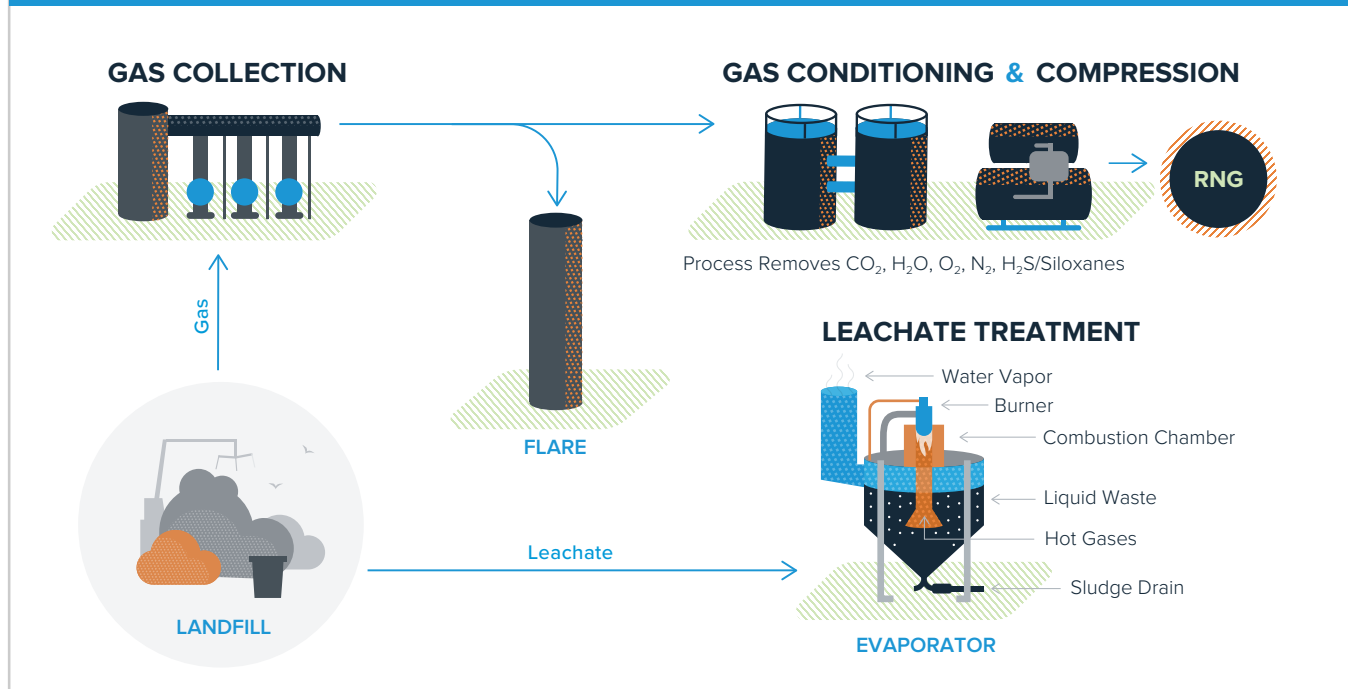 GAS COLLECTION
GAS CONDITIONING & COMPRESSION
RNG
Process Removes CO₂, H₂O, O₂, N₂, H₂S/Siloxanes
Gas
FLARE
LANDFILL
Leachate
LEACHATE TREATMENT
Water Vapor
Burner
Combustion Chamber
Liquid Waste
Hot Gases
Sludge Drain
EVAPORATOR